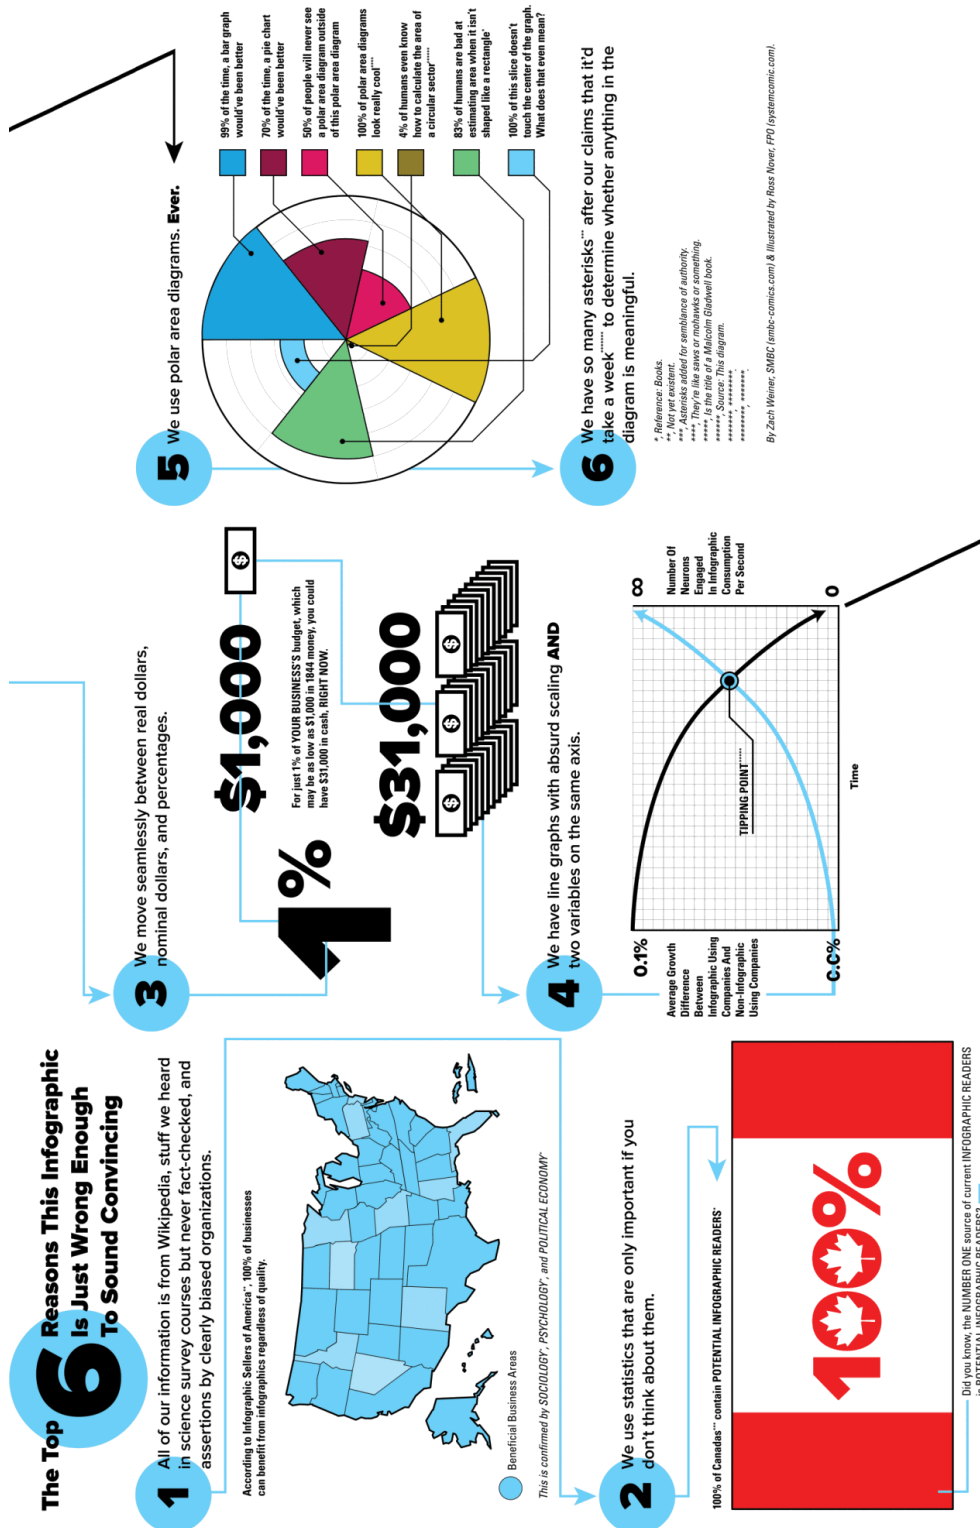 The Top
6
Reasons This Infographic
Is Just Wrong Enough
To Sound Convincing
1
All of our information is from Wikipedia, stuff we heard
in science survey courses but never fact-checked, and
assertions by clearly biased organizations.
According to Infographic Sellers of America**, 100% of businesses
can benefit from infographics regardless of quality.
Beneficial Business Areas
This is confirmed by SOCIOLOGY*, PSYCHOLOGY*, and POLITICAL ECONOMY*
2
We use statistics that are only important if you
don't think about them.
100% of Canadas*** contain POTENTIAL INFOGRAPHIC READERS*
100%
Did you know, the NUMBER ONE source of current INFOGRAPHIC READERS
is POTENTIAL INFOGRAPHIC READERS?
3
We move seamlessly between real dollars,
nominal dollars, and percentages.
1%
$1,000
$
For just 1% of YOUR BUSINESS'S budget, which
may be as low as $1,000 in 1844 money, you could
have $31,000 in cash, RIGHT NOW.
$31,000
$ $ $
4
We have line graphs with absurd scaling AND
two variables on the same axis.
0.1%
Average Growth
Difference
Between
Infographic Using
Companies And
Non-Infographic
Using Companies
C.C%
TIPPING POINT*****
Time
∞
Number Of
Neurons
Engaged
In Infographic
Consumption
Per Second
0
5
We use polar area diagrams. Ever.
99% of the time, a bar graph
would've been better
70% of the time, a pie chart
would've been better
50% of people will never see
a polar area diagram outside
of this polar area diagram
100% of polar area diagrams
look really cool****
4% of humans even know
how to calculate the area of
a circular sector******
83% of humans are bad at
estimating area when it isn't
shaped like a rectangle*
100% of this slice doesn't
touch the center of the graph.
What does that even mean?
6
We have so many asterisks*** after our claims that it'd
take a week******* to determine whether anything in the
diagram is meaningful.
*, Reference: Books.
**, Not yet existent.
***, Asterisks added for semblance of authority.
****, They're like saws or mohawks or something.
*****, Is the title of a Malcolm Gladwell book.
******, Source: This diagram.
*******, ********.
********, *******.
By Zach Weiner, SMBC (smbc-comics.com) & Illustrated by Ross Nover, FPO (systemcomic.com).